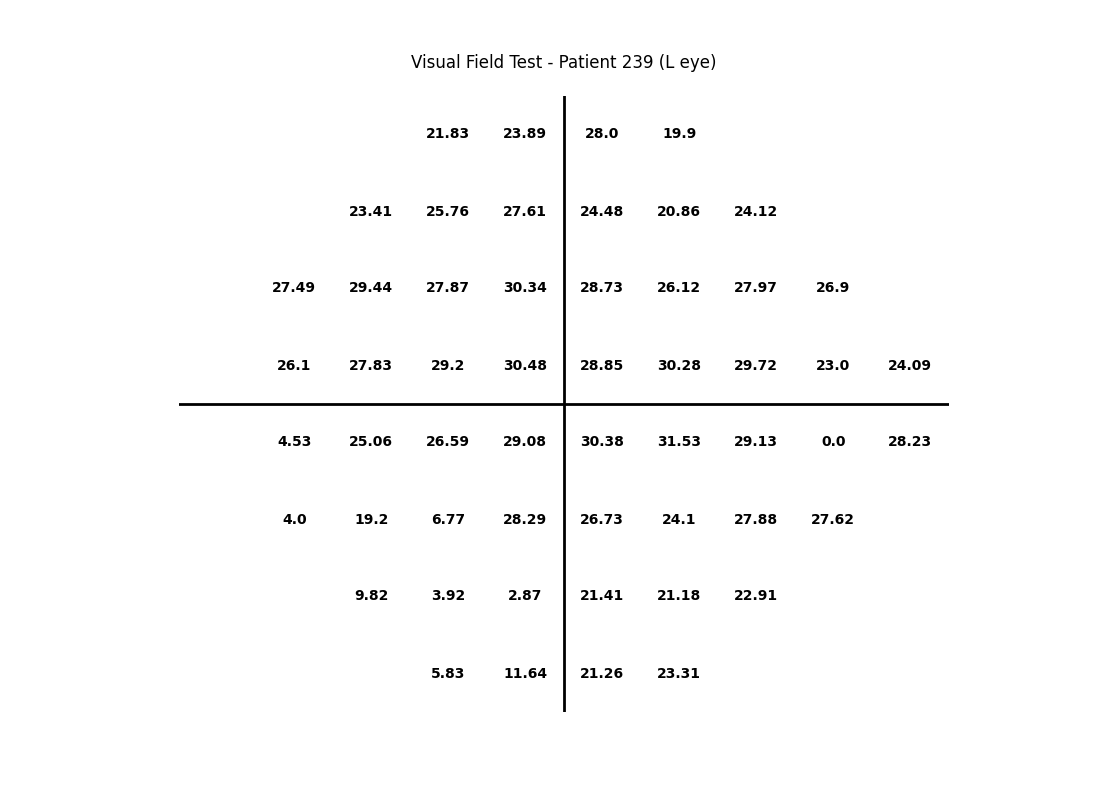 Visual Field Test - Patient 239 (L eye)
21.83 23.89 28.0 19.9
23.41 25.76 27.61 24.48 20.86 24.12
27.49 29.44 27.87 30.34 28.73 26.12 27.97 26.9
26.1 27.83 29.2 30.48 28.85 30.28 29.72 23.0 24.09
4.53 25.06 26.59 29.08 30.38 31.53 29.13 0.0 28.23
4.0 19.2 6.77 28.29 26.73 24.1 27.88 27.62
9.82 3.92 2.87 21.41 21.18 22.91
5.83 11.64 21.26 23.31